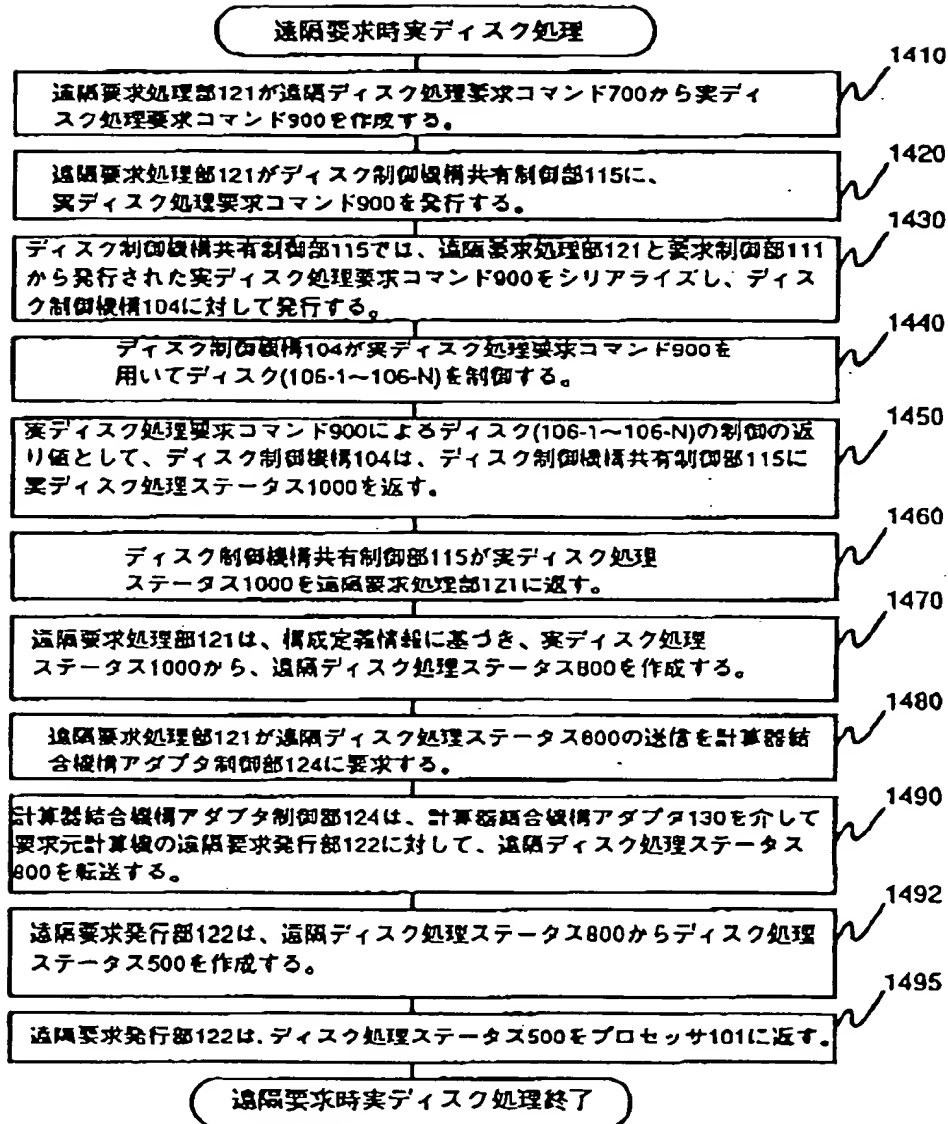 遠隔要求時実ディスク処理
1410
遠隔要求処理部121が遠隔ディスク処理要求コマンド700から実ディ
スク処理要求コマンド900を作成する。
1420
遠隔要求処理部121がディスク制御機構共有制御部115に、
実ディスク処理要求コマンド900を発行する。
1430
ディスク制御機構共有制御部115では、遠隔要求処理部121と要求制御部111
から発行された実ディスク処理要求コマンド900をシリアライズし、ディス
ク制御機構104に対して発行する。
1440
ディスク制御機構104が実ディスク処理要求コマンド900を
用いてディスク(106-1～106-N)を制御する。
1450
実ディスク処理要求コマンド900によるディスク(106-1～106-N)の制御の返
り値として、ディスク制御機構104は、ディスク制御機構共有制御部115に
実ディスク処理ステータス1000を返す。
1460
ディスク制御機構共有制御部115が実ディスク処理
ステータス1000を遠隔要求処理部121に返す。
1470
遠隔要求処理部121は、構成定義情報に基づき、実ディスク処理
ステータス1000から、遠隔ディスク処理ステータス800を作成する。
1480
遠隔要求処理部121が遠隔ディスク処理ステータス800の送信を計算器結
合機構アダプタ制御部124に要求する。
1490
計算器結合機構アダプタ制御部124は、計算器結合機構アダプタ130を介して
要求元計算機の遠隔要求発行部122に対して、遠隔ディスク処理ステータス
800を転送する。
1492
遠隔要求発行部122は、遠隔ディスク処理ステータス800からディスク処理
ステータス500を作成する。
1495
遠隔要求発行部122は、ディスク処理ステータス500をプロセッサ101に返す。
遠隔要求時実ディスク処理終了